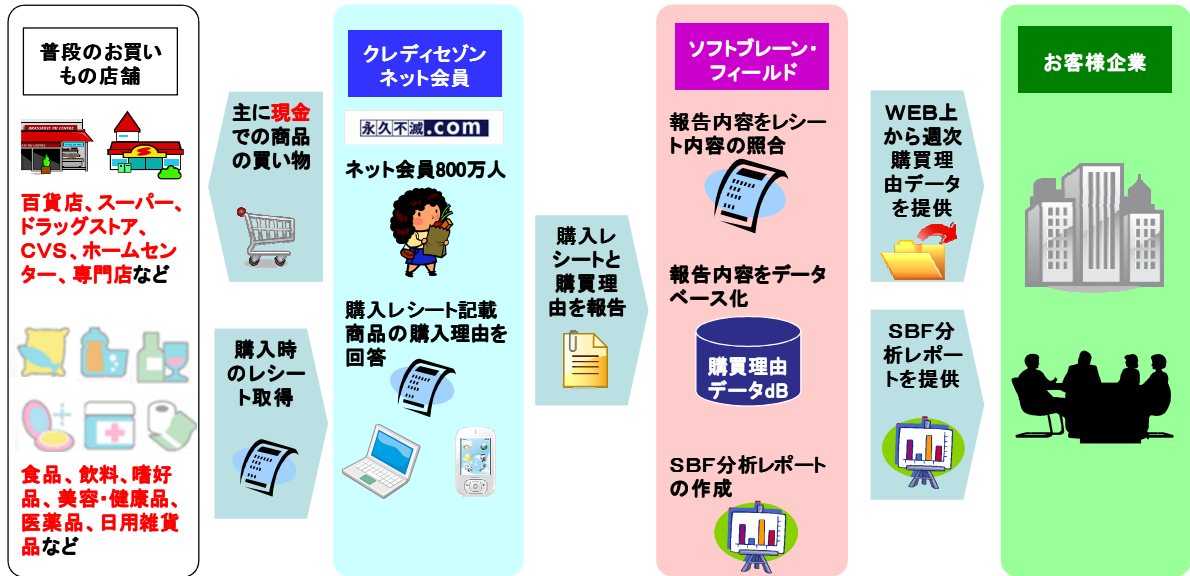 普段のお買い
もの店舗
BRASSERIE DU CENTRE
百貨店、スーパー、
ドラッグストア、
CVS、ホームセン
ター、専門店など
食品、飲料、嗜好
品、美容・健康品、
医薬品、日用雑貨
品など
主に現金
での商品
の買い物
購入時
のレシー
ト取得
クレディセゾン
ネット会員
永久不滅.com
ネット会員800万人
購入レシート記載
商品の購入理由を
回答
購入レ
シートと
購買理
由を報告
ソフトブレーン・
フィールド
報告内容をレシー
ト内容の照合
報告内容をデータ
ベース化
購買理由
データdB
SBF分析レポート
の作成
WEB上
から週次
購買理
由データ
を提供
SBF分
析レポー
トを提供
お客様企業